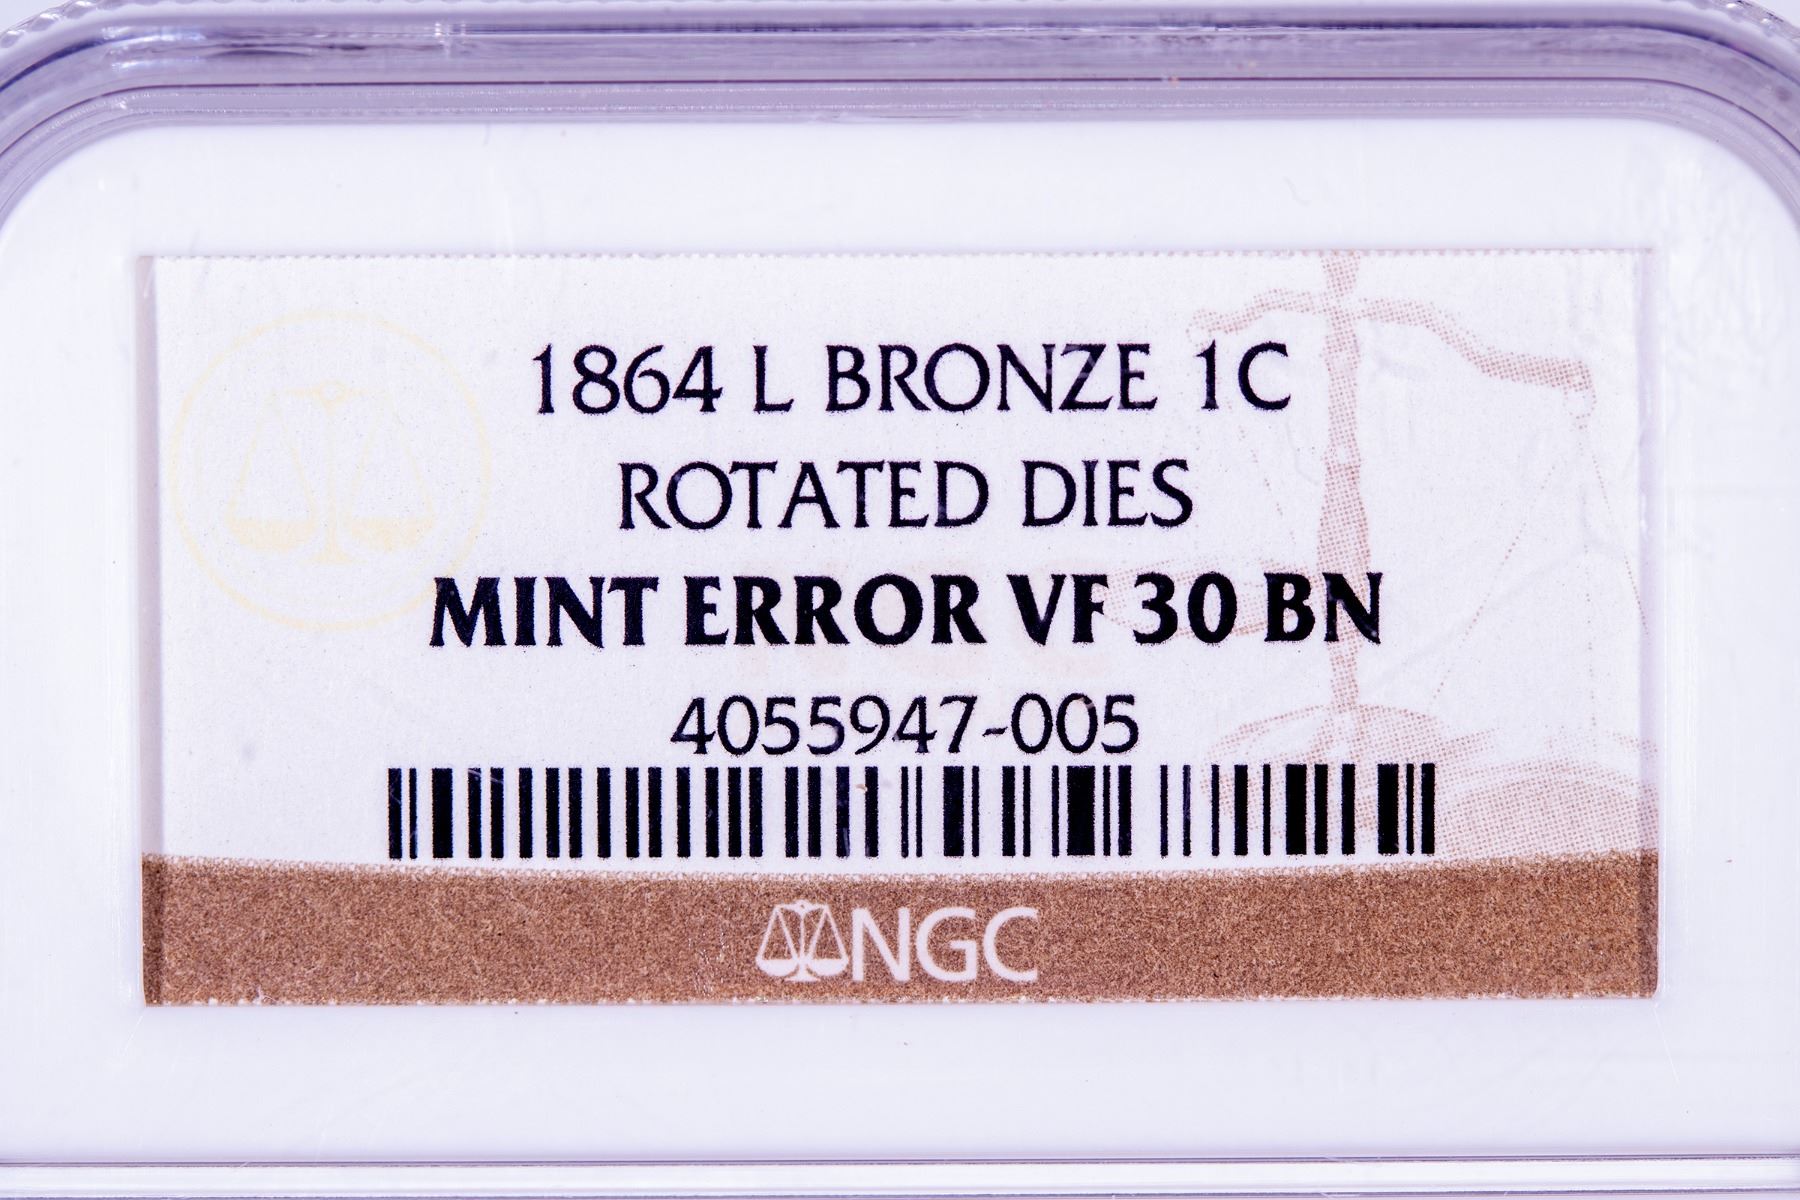 1864 L BRONZE 1C
ROTATED DIES
MINT ERROR VF 30 BN
4055947-005
NGC